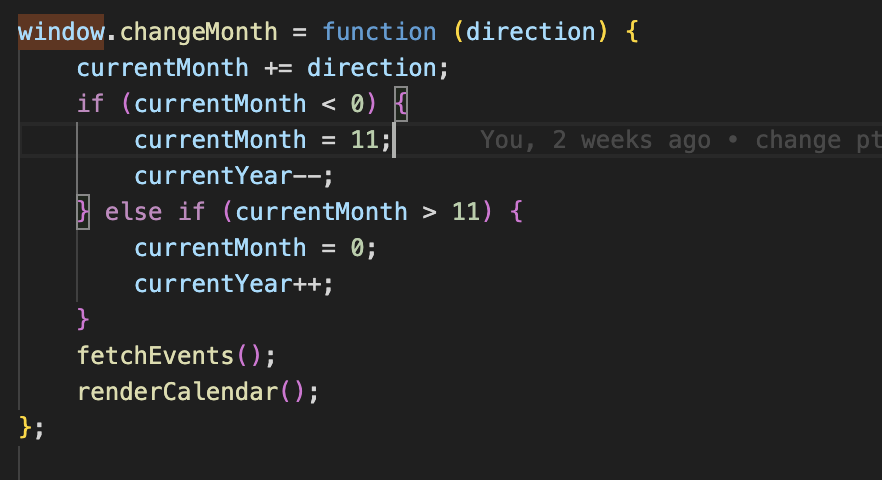 window.changeMonth = function (direction) {
    currentMonth += direction;
    if (currentMonth < 0) {
        currentMonth = 11;      You, 2 weeks ago • change pt
        currentYear--;
    } else if (currentMonth > 11) {
        currentMonth = 0;
        currentYear++;
    }
    fetchEvents();
    renderCalendar();
};